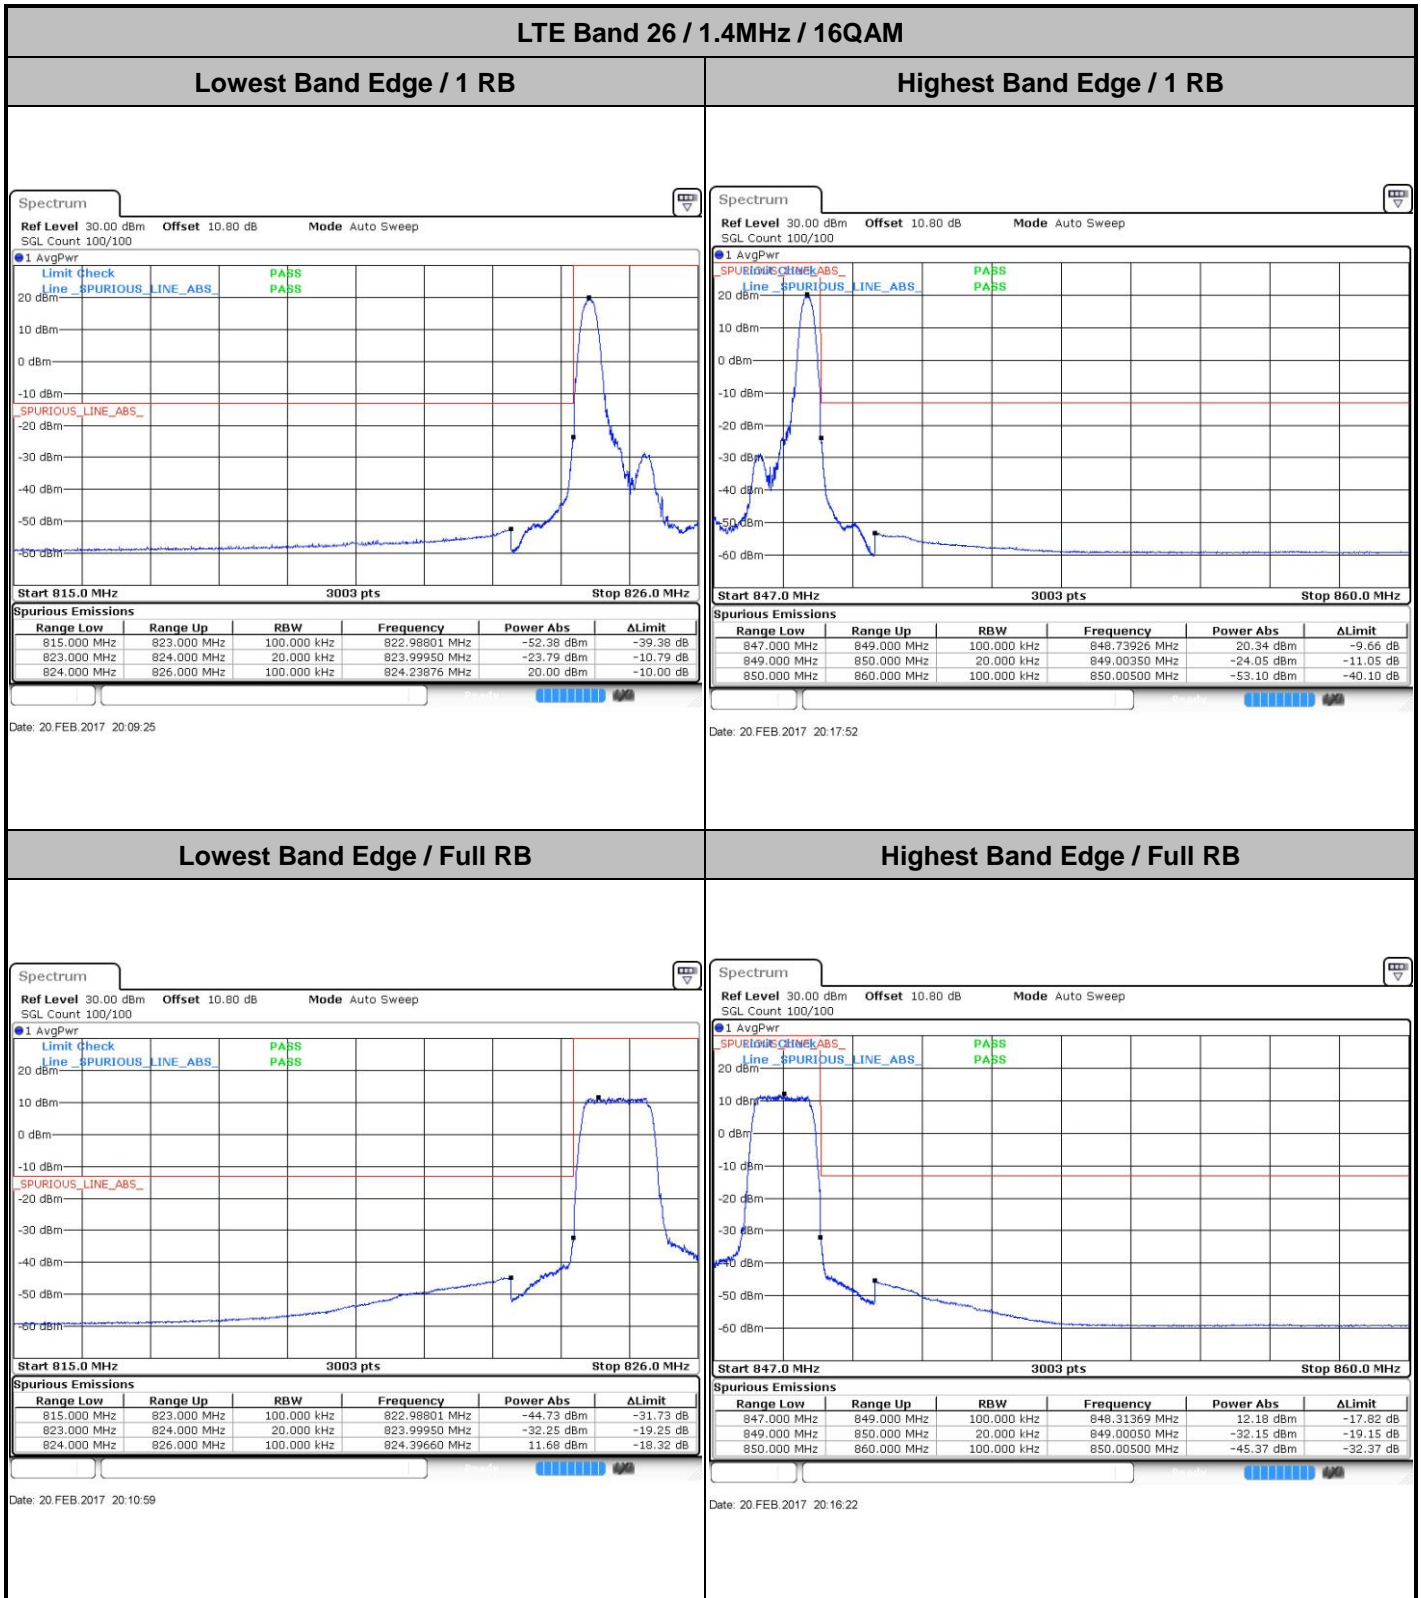 LTE Band 26 / 1.4MHz / 16QAM
Lowest Band Edge / 1 RB
Highest Band Edge / 1 RB
Spectrum
Ref Level 30.00 dBm Offset 10.80 dB Mode Auto Sweep
SGL Count 100/100
1 AvgPwr
Limit Check PASS
Line _SPURIOUS_LINE_ABS_ PASS
20 dBm
10 dBm
0 dBm
-10 dBm
_SPURIOUS_LINE_ABS_
-20 dBm
-30 dBm
-40 dBm
-50 dBm
-60 dBm
Start 815.0 MHz 3003 pts Stop 826.0 MHz
Spurious Emissions
Range Low Range Up RBW Frequency Power Abs ΔLimit
815.000 MHz 823.000 MHz 100.000 kHz 822.98801 MHz -52.38 dBm -39.38 dB
823.000 MHz 824.000 MHz 20.000 kHz 823.99950 MHz -23.79 dBm -10.79 dB
824.000 MHz 826.000 MHz 100.000 kHz 824.23876 MHz 20.00 dBm -10.00 dB
Ready
Date: 20.FEB.2017 20:09:25
Spectrum
Ref Level 30.00 dBm Offset 10.80 dB Mode Auto Sweep
SGL Count 100/100
1 AvgPwr
_SPURIOUS_LINE_ABS_
Limit Check PASS
Line _SPURIOUS_LINE_ABS_ PASS
20 dBm
10 dBm
0 dBm
-10 dBm
-20 dBm
-30 dBm
-40 dBm
-50 dBm
-60 dBm
Start 847.0 MHz 3003 pts Stop 860.0 MHz
Spurious Emissions
Range Low Range Up RBW Frequency Power Abs ΔLimit
847.000 MHz 849.000 MHz 100.000 kHz 848.73926 MHz 20.34 dBm -9.66 dB
849.000 MHz 850.000 MHz 20.000 kHz 849.00350 MHz -24.05 dBm -11.05 dB
850.000 MHz 860.000 MHz 100.000 kHz 850.00500 MHz -53.10 dBm -40.10 dB
Ready
Date: 20.FEB.2017 20:17:52
Lowest Band Edge / Full RB
Highest Band Edge / Full RB
Spectrum
Ref Level 30.00 dBm Offset 10.80 dB Mode Auto Sweep
SGL Count 100/100
1 AvgPwr
Limit Check PASS
Line _SPURIOUS_LINE_ABS_ PASS
20 dBm
10 dBm
0 dBm
-10 dBm
_SPURIOUS_LINE_ABS_
-20 dBm
-30 dBm
-40 dBm
-50 dBm
-60 dBm
Start 815.0 MHz 3003 pts Stop 826.0 MHz
Spurious Emissions
Range Low Range Up RBW Frequency Power Abs ΔLimit
815.000 MHz 823.000 MHz 100.000 kHz 822.98801 MHz -44.73 dBm -31.73 dB
823.000 MHz 824.000 MHz 20.000 kHz 823.99950 MHz -32.25 dBm -19.25 dB
824.000 MHz 826.000 MHz 100.000 kHz 824.39660 MHz 11.68 dBm -18.32 dB
Ready
Date: 20.FEB.2017 20:10:59
Spectrum
Ref Level 30.00 dBm Offset 10.80 dB Mode Auto Sweep
SGL Count 100/100
1 AvgPwr
_SPURIOUS_LINE_ABS_
Limit Check PASS
Line _SPURIOUS_LINE_ABS_ PASS
20 dBm
10 dBm
0 dBm
-10 dBm
-20 dBm
-30 dBm
-40 dBm
-50 dBm
-60 dBm
Start 847.0 MHz 3003 pts Stop 860.0 MHz
Spurious Emissions
Range Low Range Up RBW Frequency Power Abs ΔLimit
847.000 MHz 849.000 MHz 100.000 kHz 848.31369 MHz 12.18 dBm -17.82 dB
849.000 MHz 850.000 MHz 20.000 kHz 849.00050 MHz -32.15 dBm -19.15 dB
850.000 MHz 860.000 MHz 100.000 kHz 850.00500 MHz -45.37 dBm -32.37 dB
Ready
Date: 20.FEB.2017 20:16:22